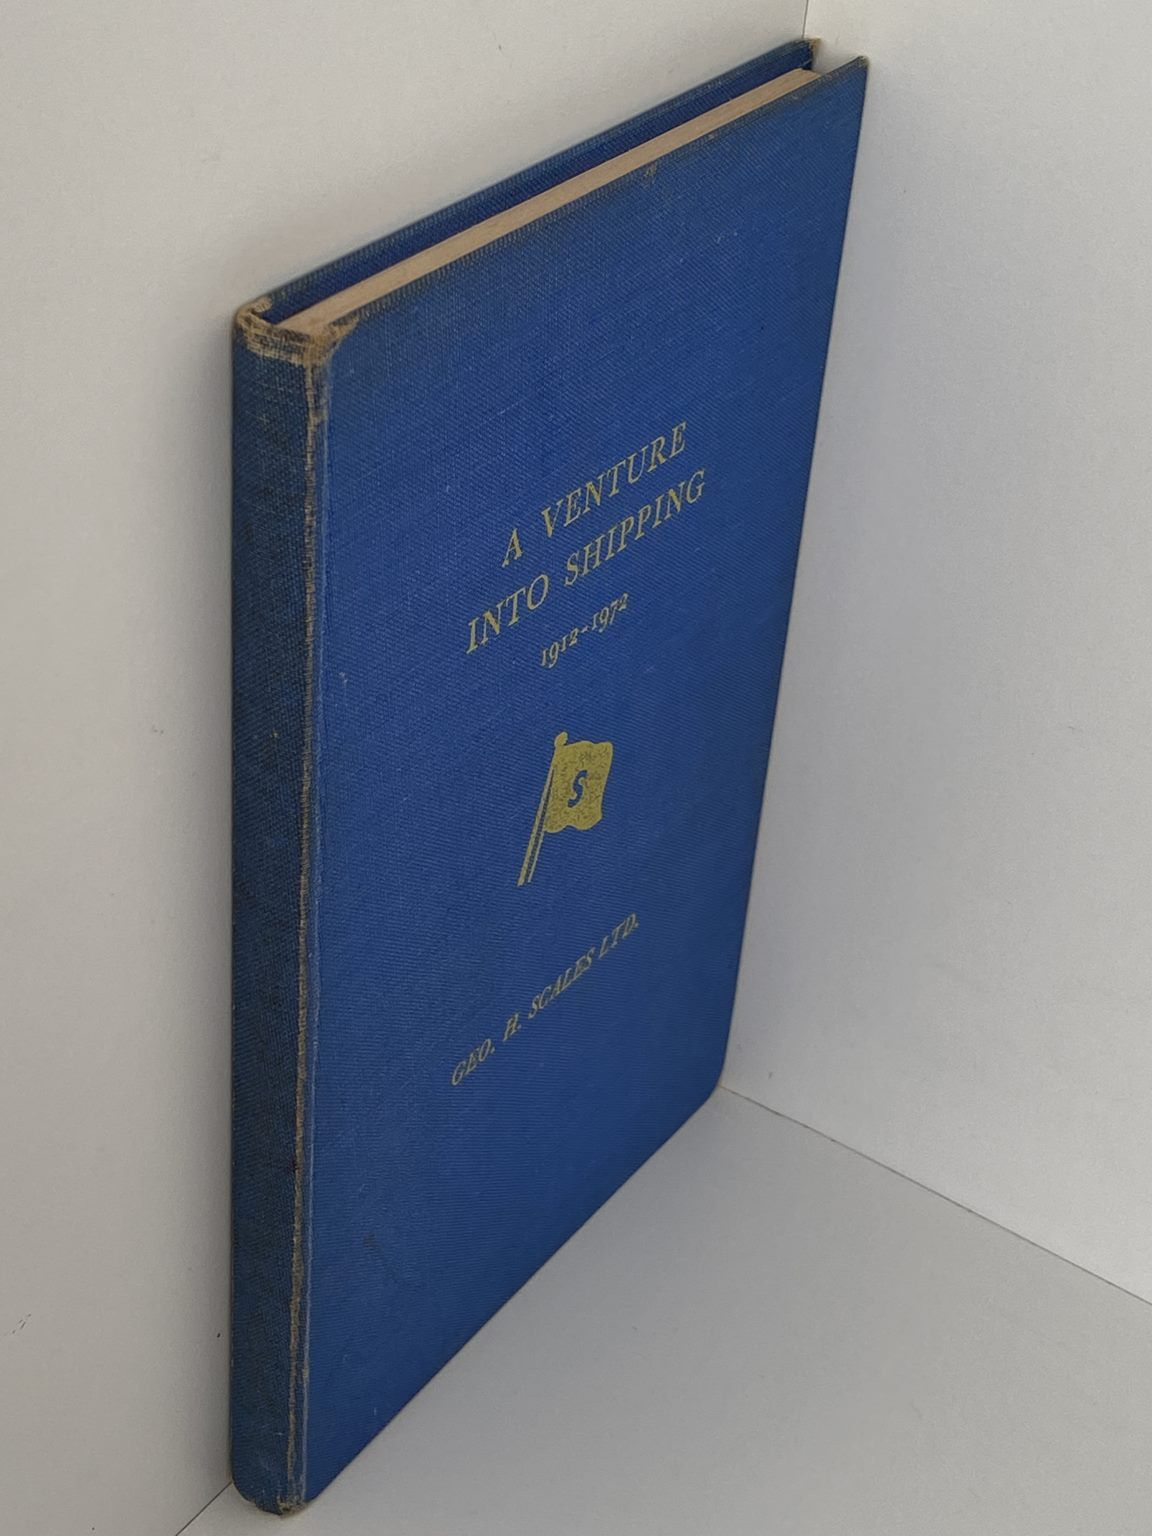 A VENTURE
INTO SHIPPING
1912-1972
S
GEO. H. SCALES LTD.